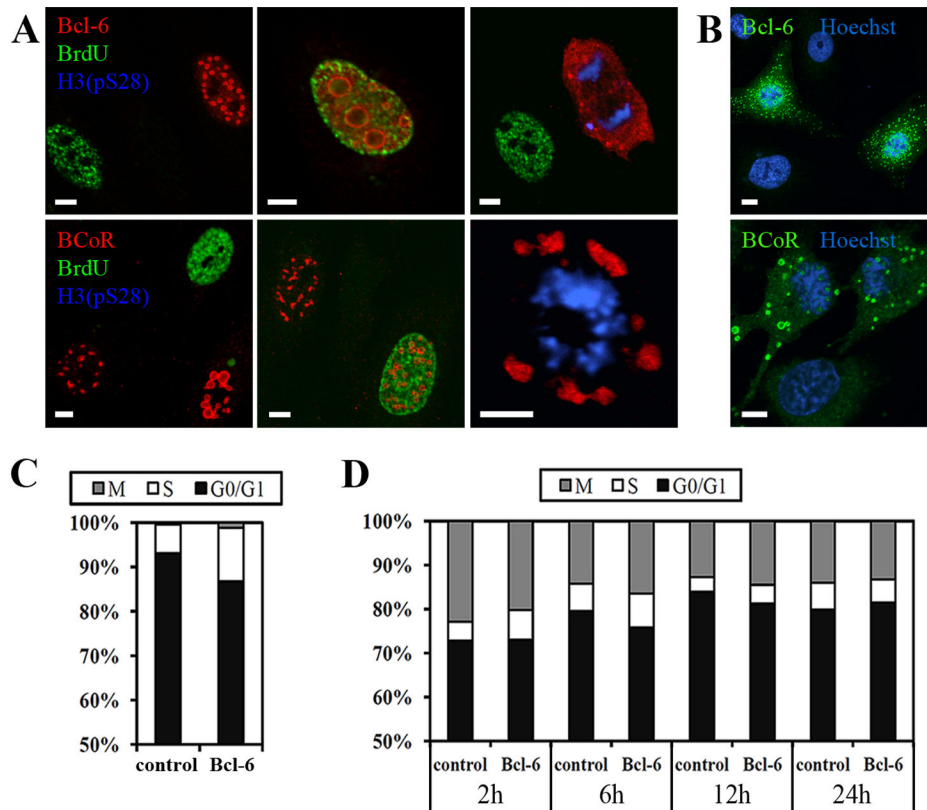 A
Bcl-6
BrdU
H3(pS28)
BCoR
BrdU
H3(pS28)
B
Bcl-6 Hoechst
BCoR Hoechst
C
M S G0/G1
100%
90%
80%
70%
60%
50%
control Bcl-6
D
M S G0/G1
100%
90%
80%
70%
60%
50%
control Bcl-6 control Bcl-6 control Bcl-6 control Bcl-6
2h 6h 12h 24h